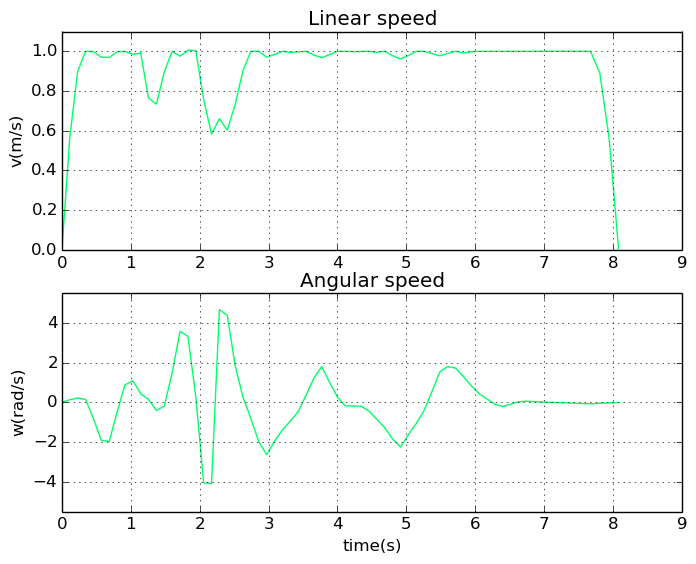 Linear speed
v(m/s)
1.0
0.8
0.6
0.4
0.2
0.0
0 1 2 3 4 5 6 7 8 9
Angular speed
w(rad/s)
4
2
0
−2
−4
0 1 2 3 4 5 6 7 8 9
time(s)